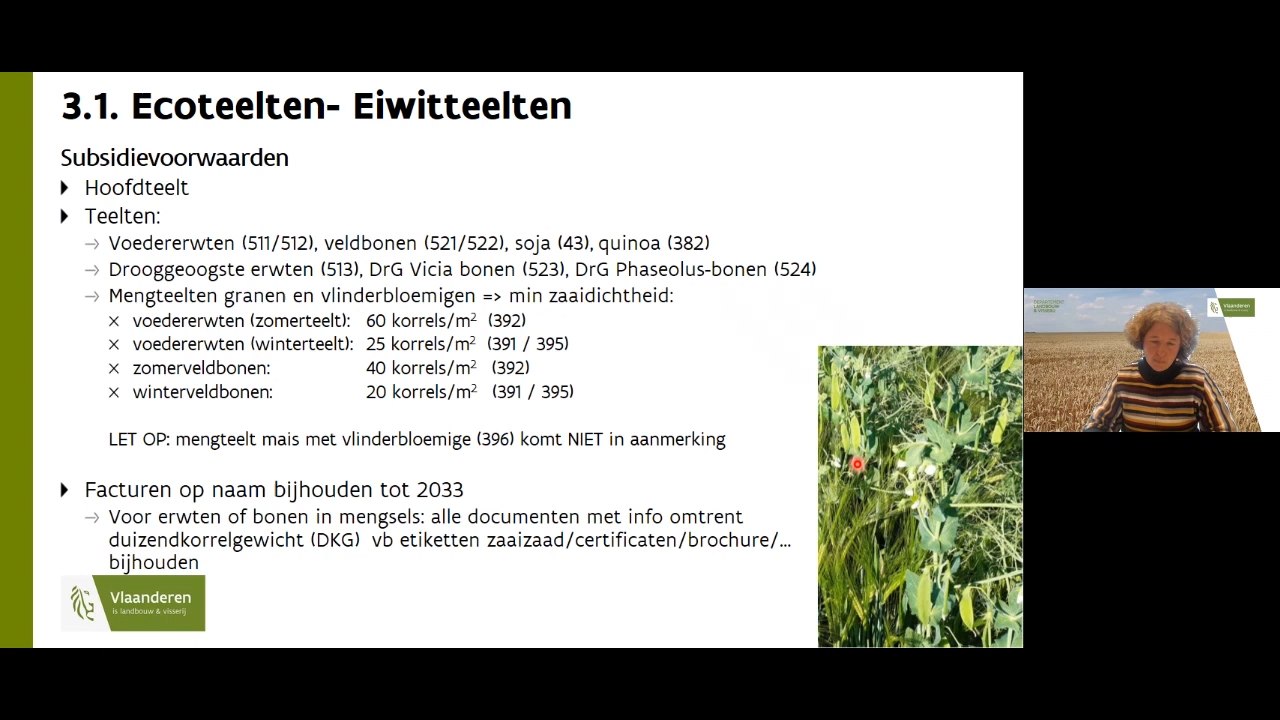 3.1. Ecoteelten- Eiwitteelten
Subsidievoorwaarden
Hoofdteelt
Teelten:
Voedererwten (511/512), veldbonen (521/522), soja (43), quinoa (382)
Drooggeoogste erwten (513), DrG Vicia bonen (523), DrG Phaseolus-bonen (524)
Mengteelten granen en vlinderbloemigen => min zaaidichtheid:
voedererwten (zomerteelt): 60 korrels/m² (392)
voedererwten (winterteelt): 25 korrels/m² (391 / 395)
zomerveldbonen: 40 korrels/m² (392)
winterveldbonen: 20 korrels/m² (391 / 395)
LET OP: mengteelt mais met vlinderbloemige (396) komt NIET in aanmerking
Facturen op naam bijhouden tot 2033
Voor erwten of bonen in mengsels: alle documenten met info omtrent
duizendkorrelgewicht (DKG) vb etiketten zaaizaad/certificaten/brochure/...
bijhouden
Vlaanderen
is landbouw & visserij
DEPARTEMENT
LANDBOUW
& VISSERIJ
Vlaanderen